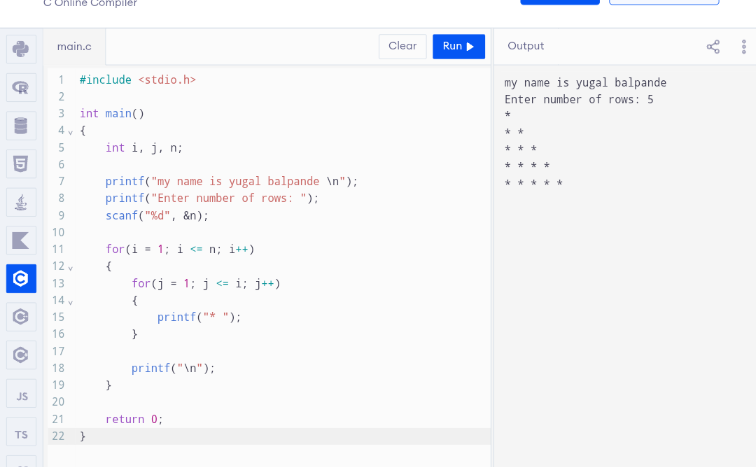 C Online Compiler
main.c
Clear
Run
Output
1 #include <stdio.h>
2
3 int main()
4 {
5     int i, j, n;
6
7     printf("my name is yugal balpande \n");
8     printf("Enter number of rows: ");
9     scanf("%d", &n);
10
11     for(i = 1; i <= n; i++)
12     {
13         for(j = 1; j <= i; j++)
14         {
15             printf("* ");
16         }
17
18         printf("\n");
19     }
20
21     return 0;
22 }
my name is yugal balpande
Enter number of rows: 5
*
* *
* * *
* * * *
* * * * *
R
5
C
C
C
JS
TS